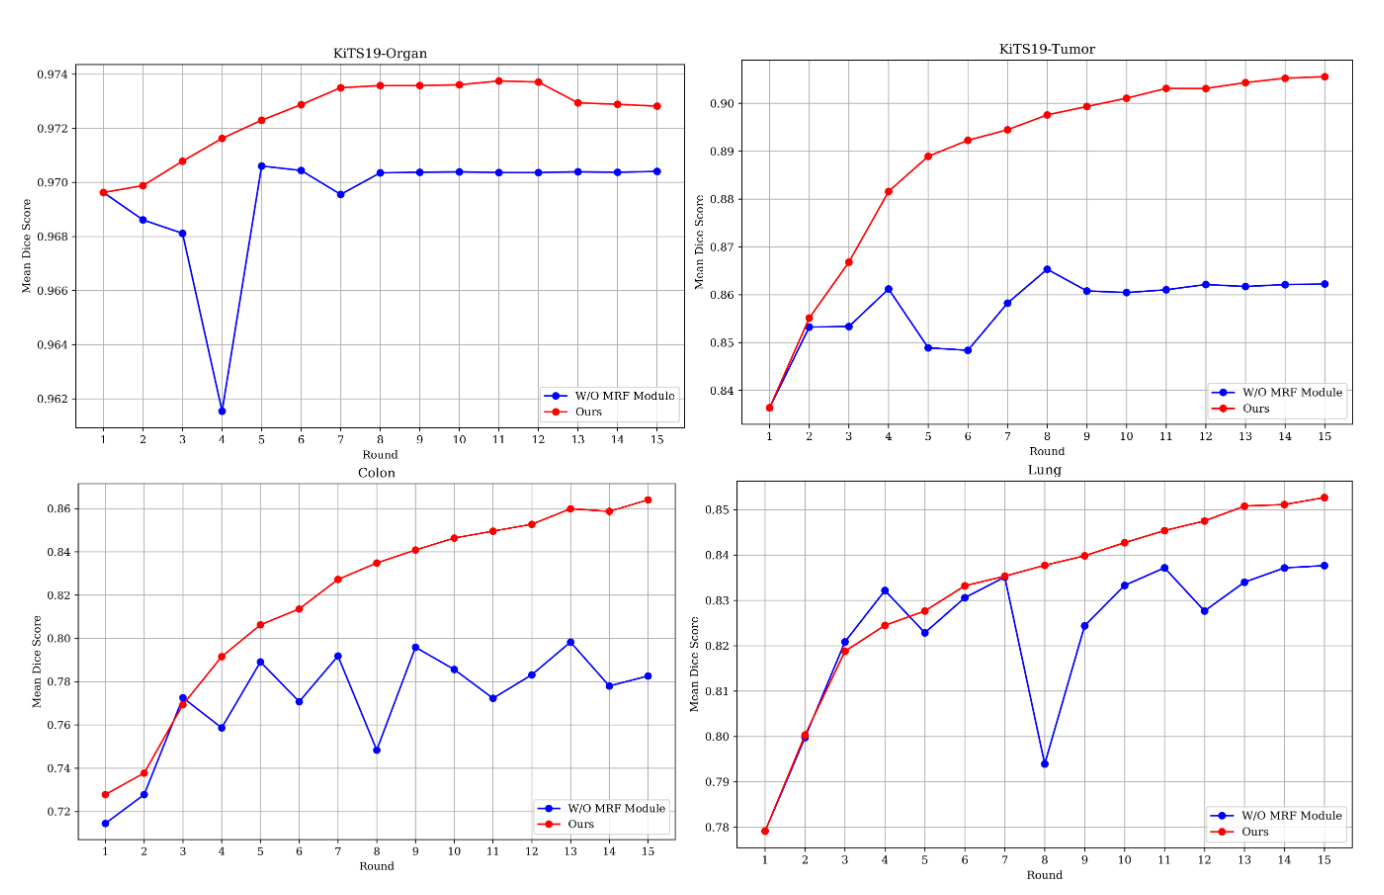 KiTS19-Organ
0.974
0.972
0.970
0.968
0.966
0.964
0.962
Mean Dice Score
W/O MRF Module
Ours
1 2 3 4 5 6 7 8 9 10 11 12 13 14 15
Round
KiTS19-Tumor
0.90
0.89
0.88
0.87
0.86
0.85
0.84
Mean Dice Score
W/O MRF Module
Ours
1 2 3 4 5 6 7 8 9 10 11 12 13 14 15
Round
Colon
0.86
0.84
0.82
0.80
0.78
0.76
0.74
0.72
Mean Dice Score
W/O MRF Module
Ours
1 2 3 4 5 6 7 8 9 10 11 12 13 14 15
Round
Lung
0.85
0.84
0.83
0.82
0.81
0.80
0.79
0.78
Mean Dice Score
W/O MRF Module
Ours
1 2 3 4 5 6 7 8 9 10 11 12 13 14 15
Round